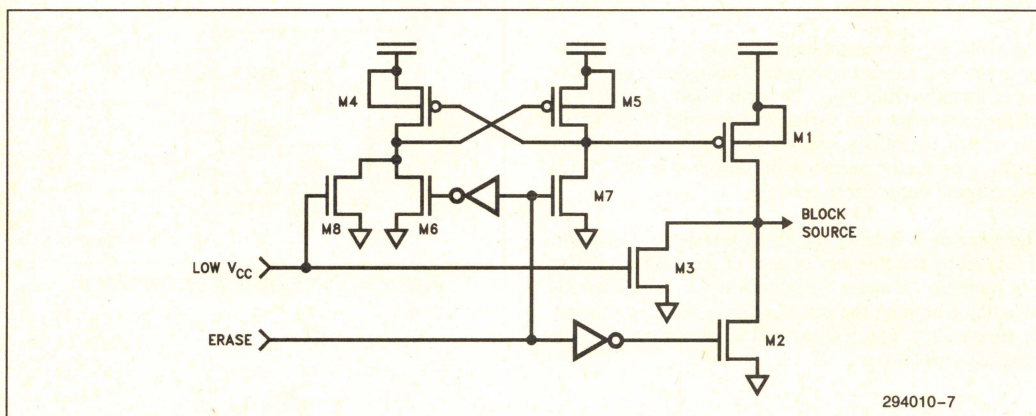 M4
M5
M1
M8
M6
M7
BLOCK
SOURCE
M3
LOW VCC
ERASE
M2
294010-7